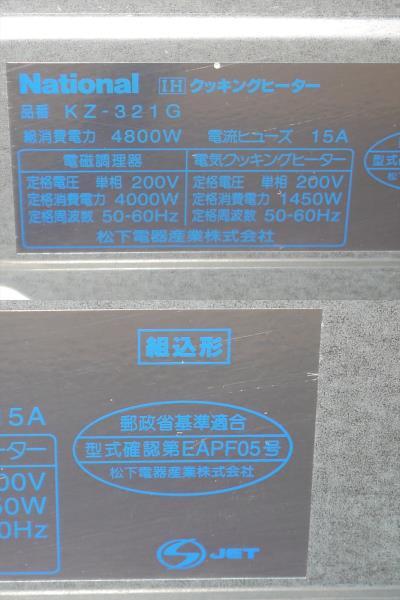 National IH クッキングヒーター
品番 KZ-321G
総消費電力 4800W 電流ヒューズ 15A
電磁調理器 電気クッキングヒーター
定格電圧 単相 200V 定格電圧 単相 200V
定格消費電力 4000W 定格消費電力 1450W
定格周波数 50-60Hz 定格周波数 50-60Hz
松下電器産業株式会社
型式
松下
組込形
15A
ーター
00V
50W
0Hz
郵政省基準適合
型式確認第EAPF05号
松下電器産業株式会社
S JET